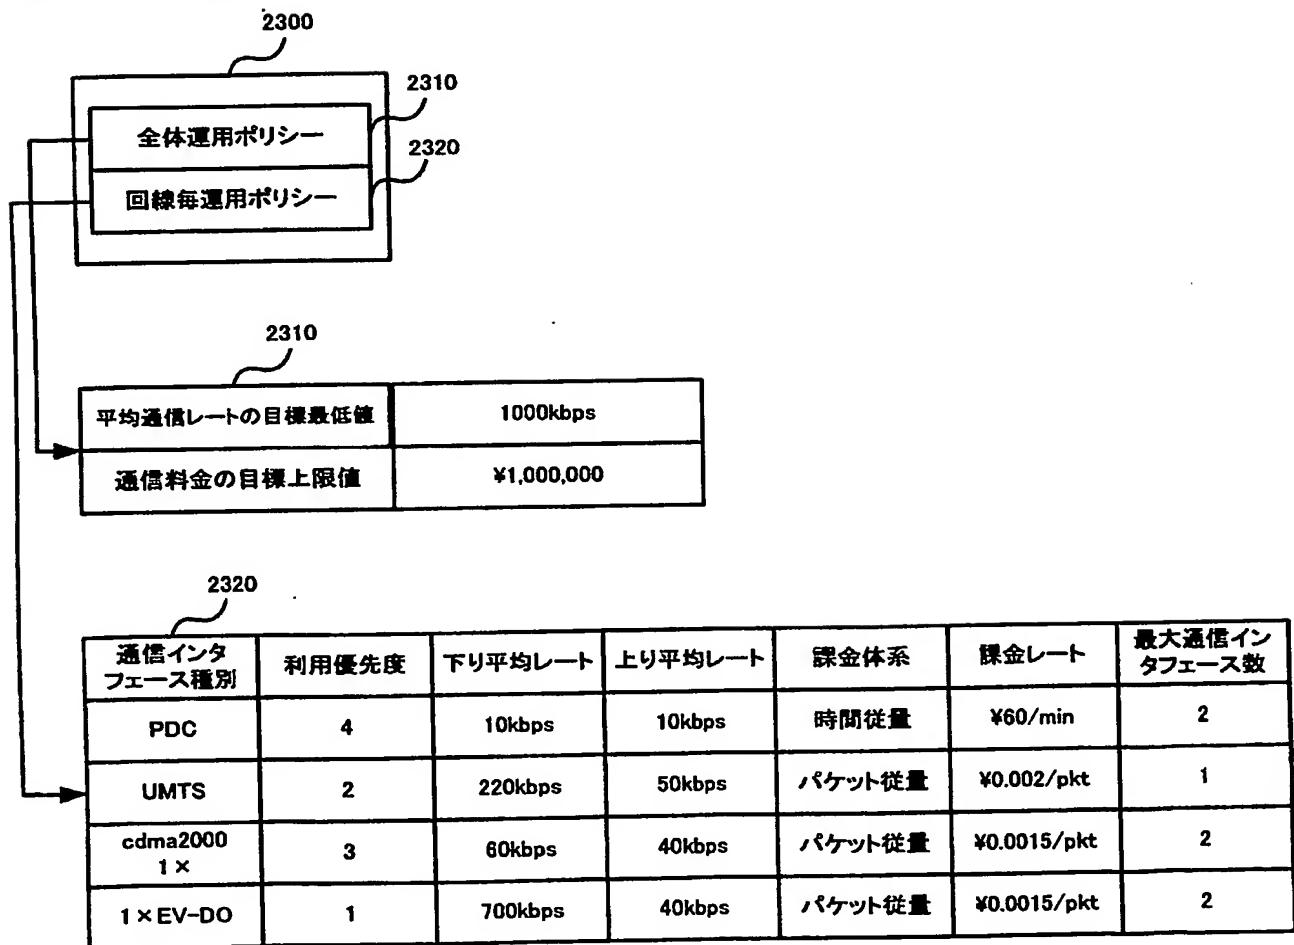 2300
2310
全体運用ポリシー
2320
回線毎運用ポリシー
2310
平均通信レートの目標最低値 1000kbps
通信料金の目標上限値 ¥1,000,000
2320
通信インタ
フェース種別 利用優先度 下り平均レート 上り平均レート 課金体系 課金レート 最大通信イン
タフェース数
PDC 4 10kbps 10kbps 時間従量 ¥60/min 2
UMTS 2 220kbps 50kbps パケット従量 ¥0.002/pkt 1
cdma2000
1× 3 60kbps 40kbps パケット従量 ¥0.0015/pkt 2
1×EV-DO 1 700kbps 40kbps パケット従量 ¥0.0015/pkt 2